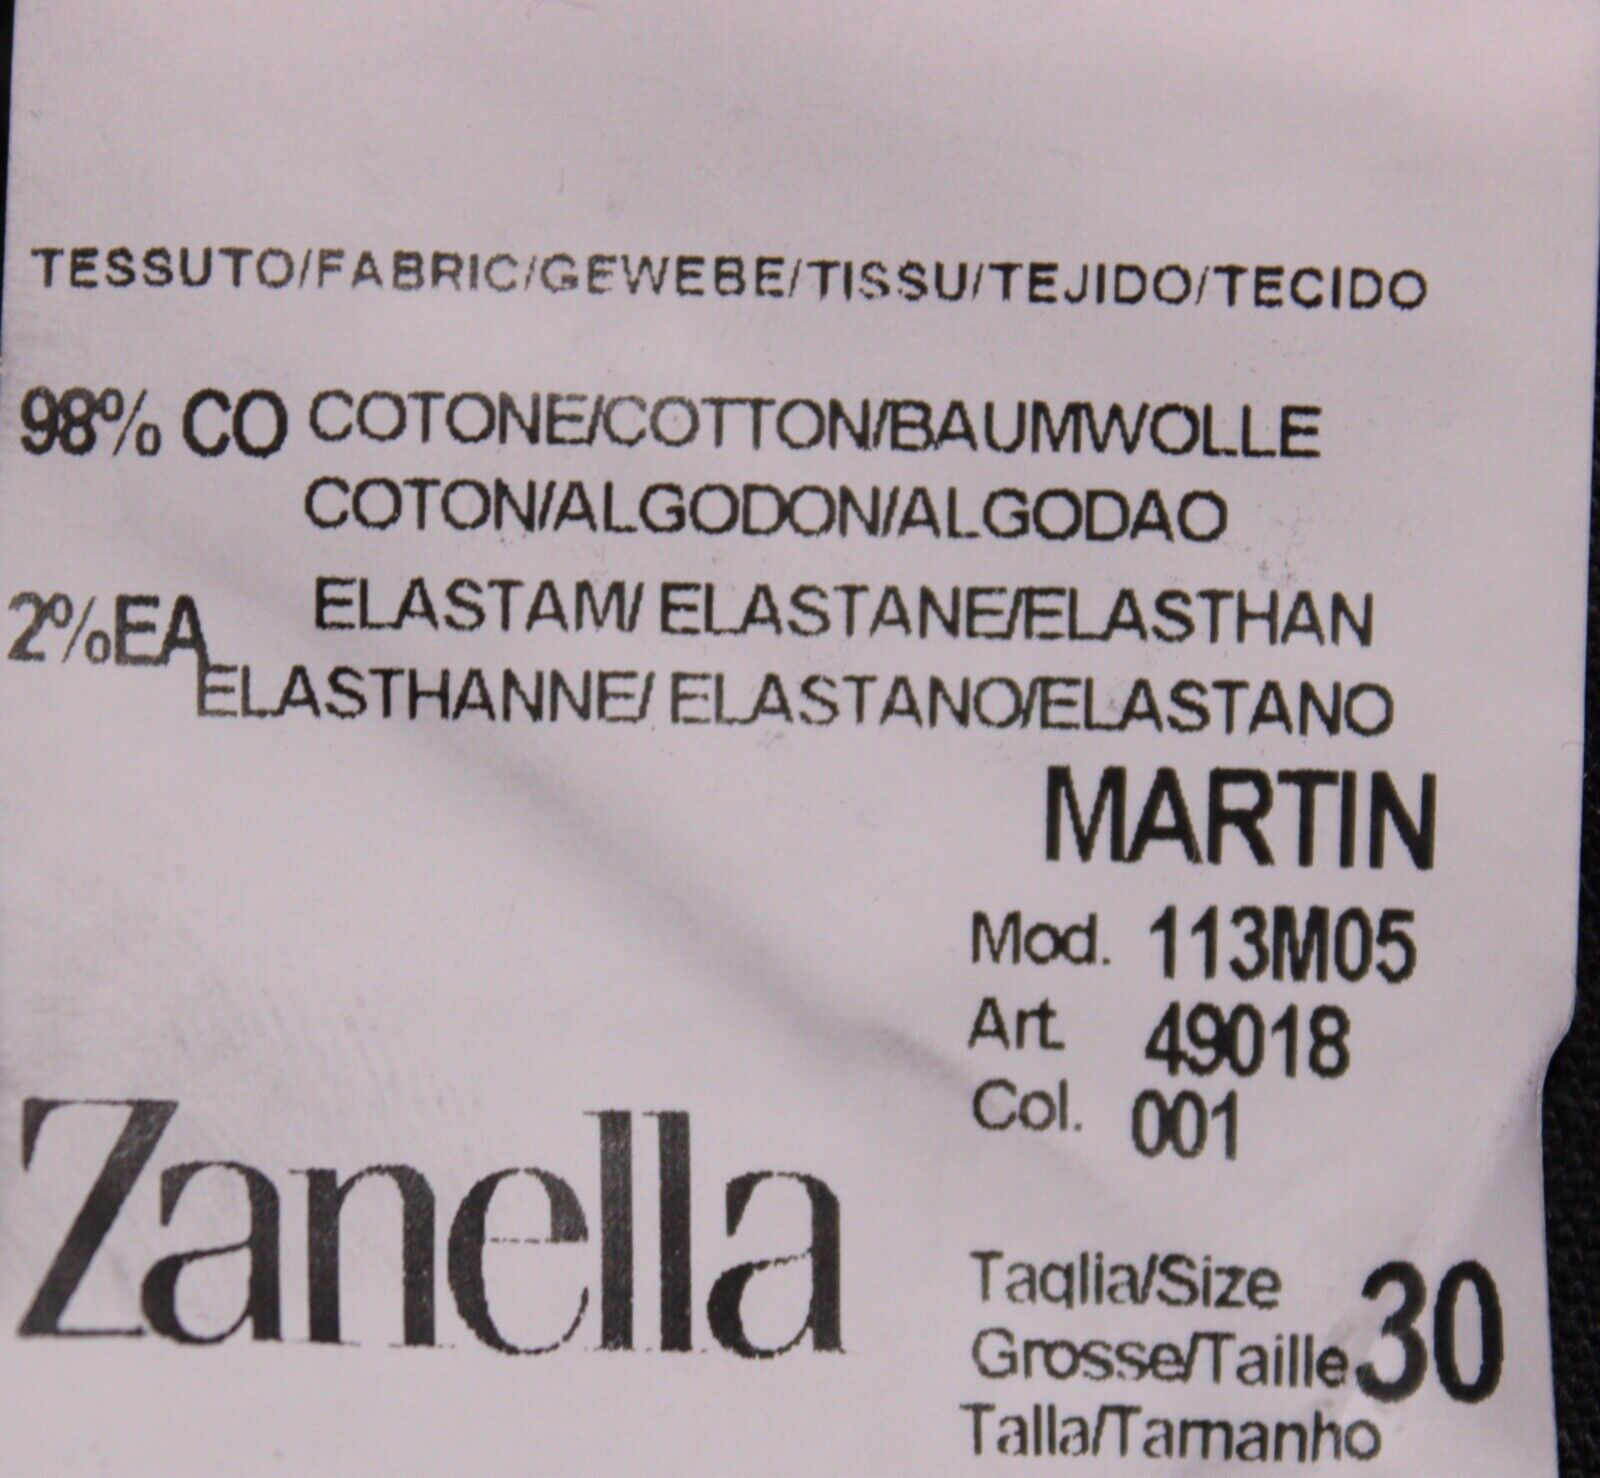 TESSUTO/FABRIC/GEWEBE/TISSU/TEJIDO/TECIDO
98% CO COTONE/COTTON/BAUMWOLLE
COTON/ALGODON/ALGODAO
2%EA ELASTAM/ ELASTANE/ELASTHAN
ELASTHANNE/ ELASTANO/ELASTANO
MARTIN
Mod. 113M05
Art. 49018
Col. 001
Zanella
Taglia/Size
Grosse/Taille 30
Talla/Tamanho